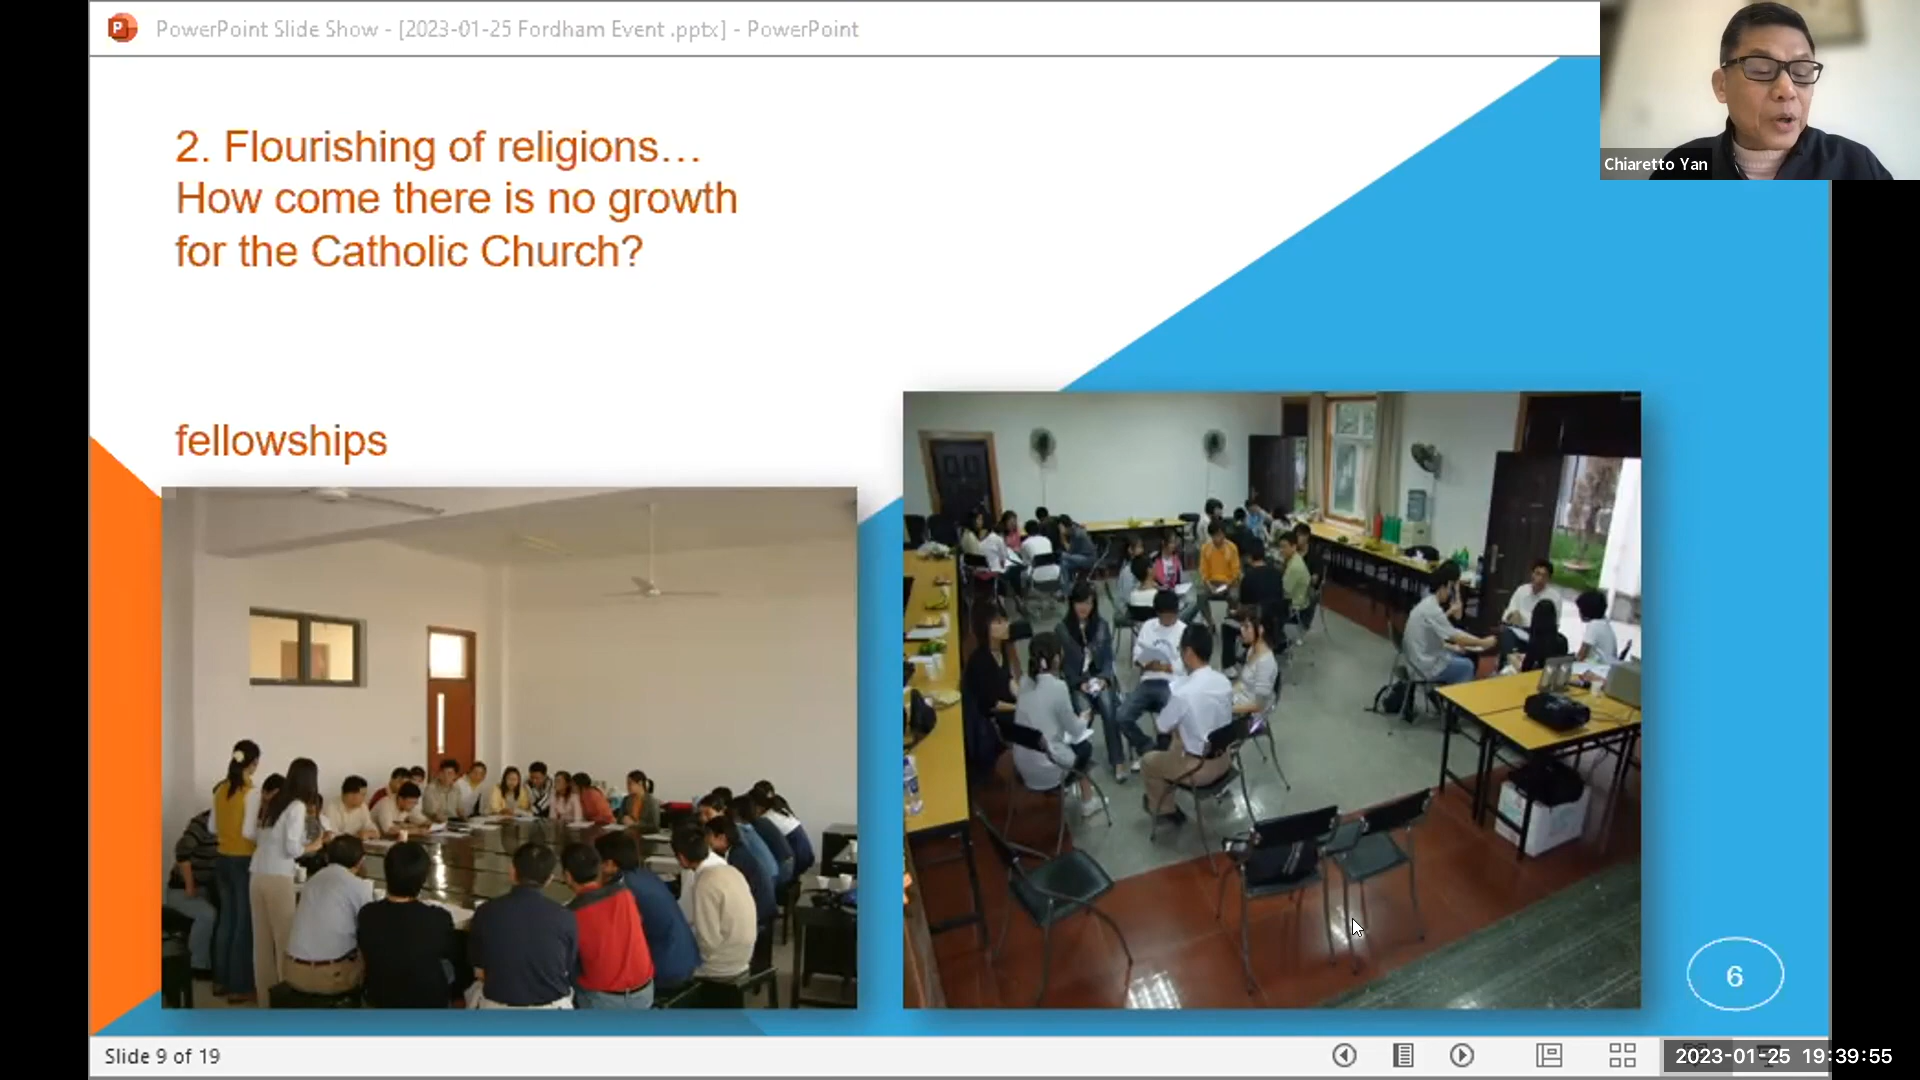 PowerPoint Slide Show - [2023-01-25 Fordham Event .pptx] - PowerPoint
Chiaretto Yan
2. Flourishing of religions...
How come there is no growth
for the Catholic Church?
fellowships
6
Slide 9 of 19
2023-01-25 19:39:55